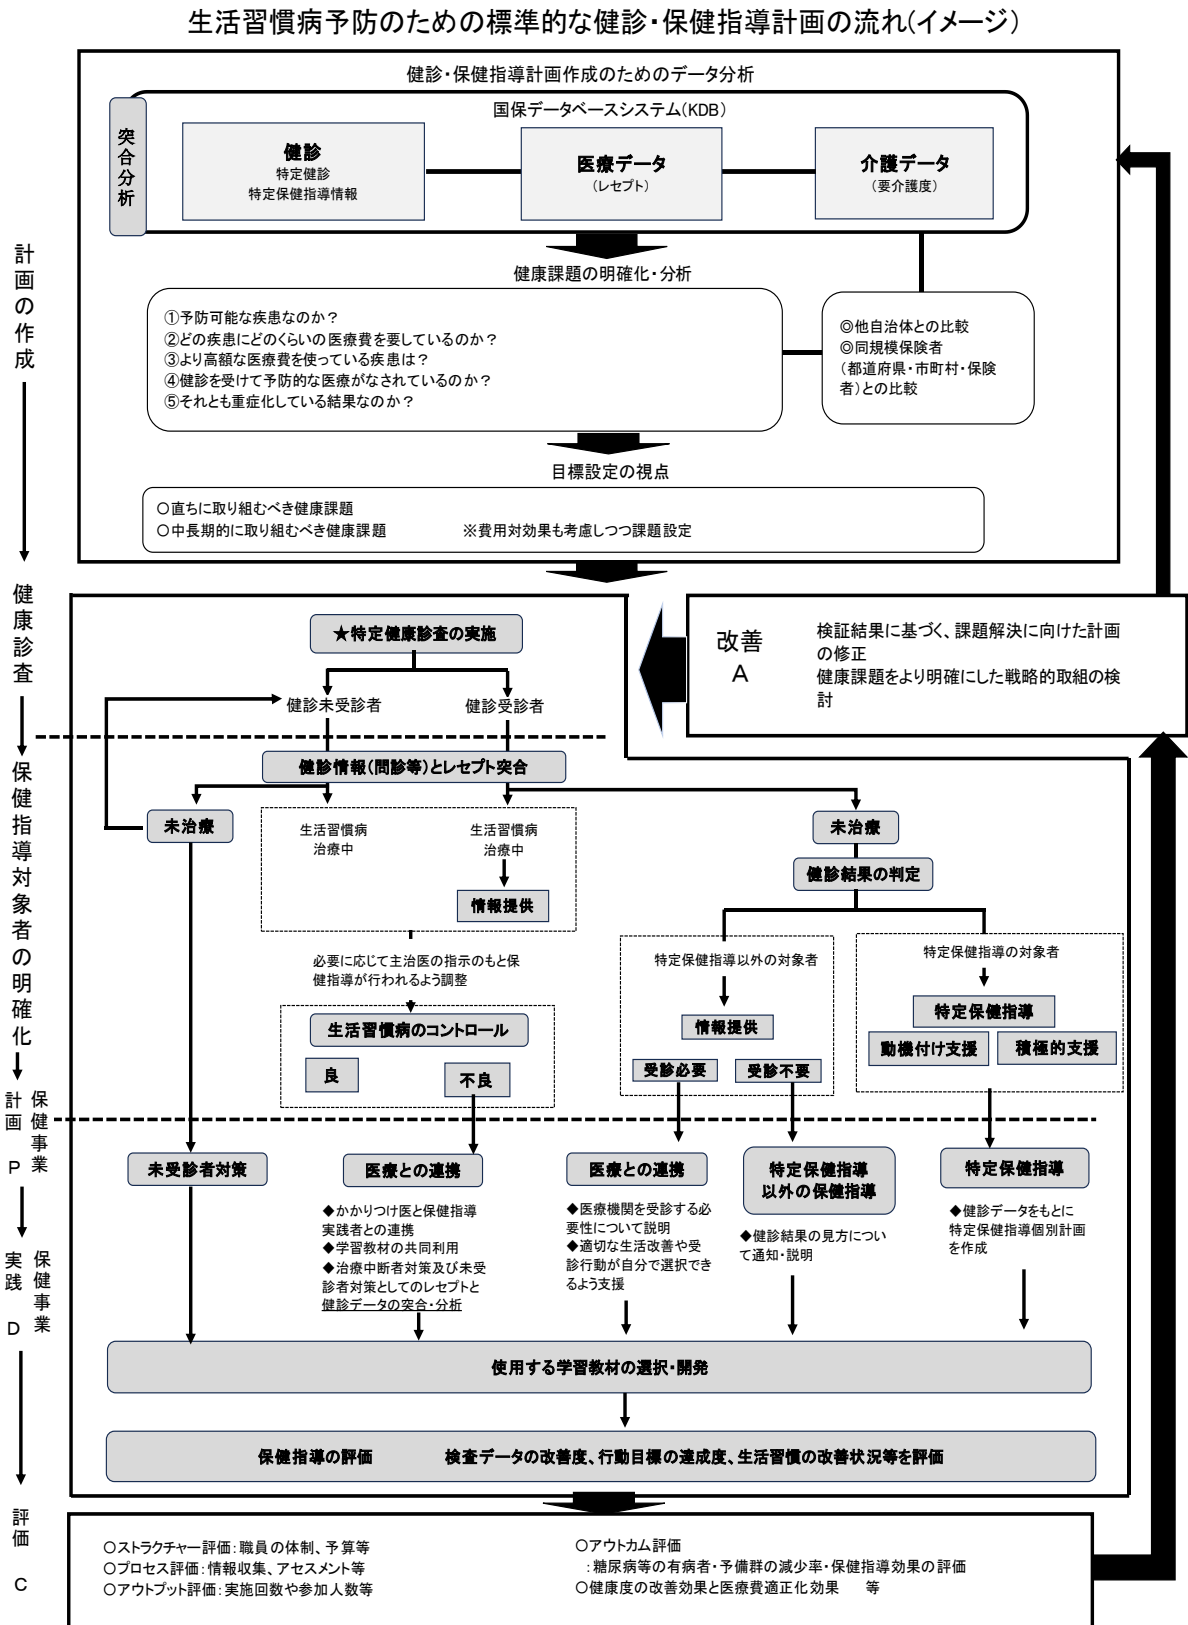 生活習慣病予防のための標準的な健診・保健指導計画の流れ(イメージ)
健診・保健指導計画作成のためのデータ分析
国保データベースシステム(KDB)
突合分析
健診
特定健診
特定保健指導情報
医療データ
(レセプト)
介護データ
(要介護度)
計画の作成
健康課題の明確化・分析
①予防可能な疾患なのか？
②どの疾患にどのくらいの医療費を要しているのか？
③より高額な医療費を使っている疾患は？
④健診を受けて予防的な医療がなされているのか？
⑤それとも重症化している結果なのか？
◎他自治体との比較
◎同規模保険者
(都道府県・市町村・保険
者)との比較
目標設定の視点
○直ちに取り組むべき健康課題
○中長期的に取り組むべき健康課題 ※費用対効果も考慮しつつ課題設定
健康診査
★特定健康診査の実施
健診未受診者
健診受診者
改善
A
検証結果に基づく、課題解決に向けた計画
の修正
健康課題をより明確にした戦略的取組の検
討
保健指導対象者の明確化
健診情報(問診等)とレセプト突合
未治療
生活習慣病
治療中
生活習慣病
治療中
情報提供
未治療
健診結果の判定
必要に応じて主治医の指示のもと保
健指導が行われるよう調整
特定保健指導以外の対象者
情報提供
受診必要
受診不要
特定保健指導の対象者
特定保健指導
動機付け支援
積極的支援
生活習慣病のコントロール
良
不良
保健事業
計画 P
未受診者対策
医療との連携
◆かかりつけ医と保健指導
実践者との連携
◆学習教材の共同利用
◆治療中断者対策及び未受
診者対策としてのレセプトと
健診データの突合・分析
医療との連携
◆医療機関を受診する必
要性について説明
◆適切な生活改善や受
診行動が自分で選択でき
るよう支援
特定保健指導
以外の保健指導
◆健診結果の見方につい
て通知・説明
特定保健指導
◆健診データをもとに
特定保健指導個別計画
を作成
保健事業
実践 D
使用する学習教材の選択・開発
保健指導の評価 検査データの改善度、行動目標の達成度、生活習慣の改善状況等を評価
評価 C
○ストラクチャー評価：職員の体制、予算等
○プロセス評価：情報収集、アセスメント等
○アウトプット評価：実施回数や参加人数等
○アウトカム評価
：糖尿病等の有病者・予備群の減少率・保健指導効果の評価
○健康度の改善効果と医療費適正化効果 等